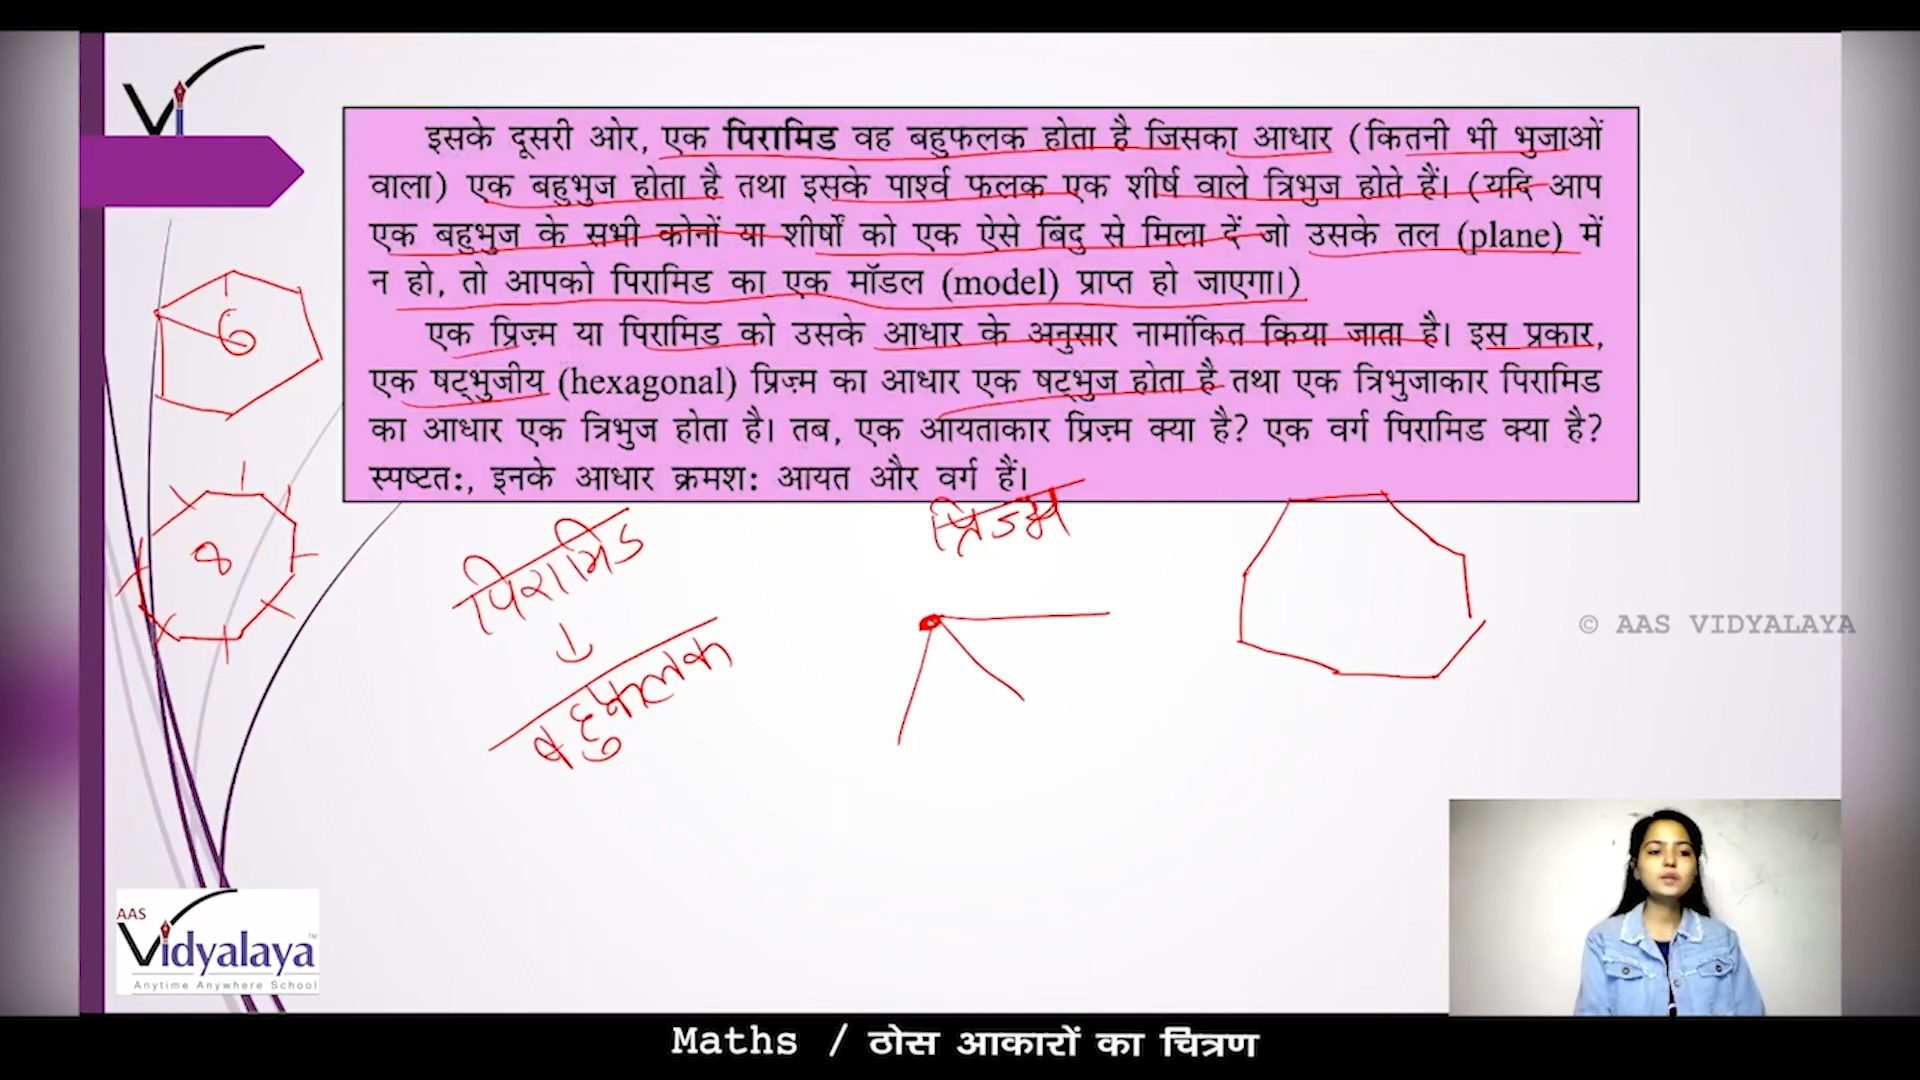 इसके दूसरी ओर, एक पिरामिड वह बहुफलक होता है जिसका आधार (कितनी भी भुजाओं
वाला) एक बहुभुज होता है तथा इसके पार्श्व फलक एक शीर्ष वाले त्रिभुज होते हैं। (यदि आप
एक बहुभुज के सभी कोनों या शीर्षों को एक ऐसे बिंदु से मिला दें जो उसके तल (plane) में
न हो, तो आपको पिरामिड का एक मॉडल (model) प्राप्त हो जाएगा।)
एक प्रिज़्म या पिरामिड को उसके आधार के अनुसार नामांकित किया जाता है। इस प्रकार,
एक षट्भुजीय (hexagonal) प्रिज़्म का आधार एक षट्भुज होता है तथा एक त्रिभुजाकार पिरामिड
का आधार एक त्रिभुज होता है। तब, एक आयताकार प्रिज़्म क्या है? एक वर्ग पिरामिड क्या है?
स्पष्टत:, इनके आधार क्रमश: आयत और वर्ग हैं।
6
8
पिरामिड
बहुफलक
प्रिज्म
© AAS VIDYALAYA
AAS
Vidyalaya™
Anytime Anywhere School
Maths / ठोस आकारों का चित्रण